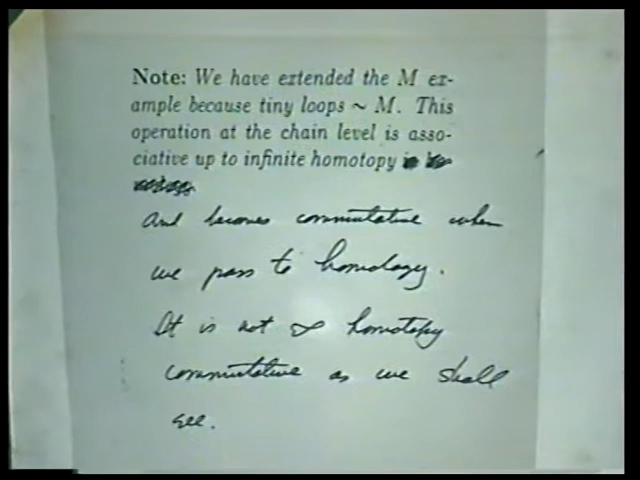 Note: We have extended the M ex-
ample because tiny loops ~ M. This
operation at the chain level is asso-
ciative up to infinite homotopy
and becomes commutative when
we pass to homology.
It is not ∞ homotopy
commutative as we shall
see.